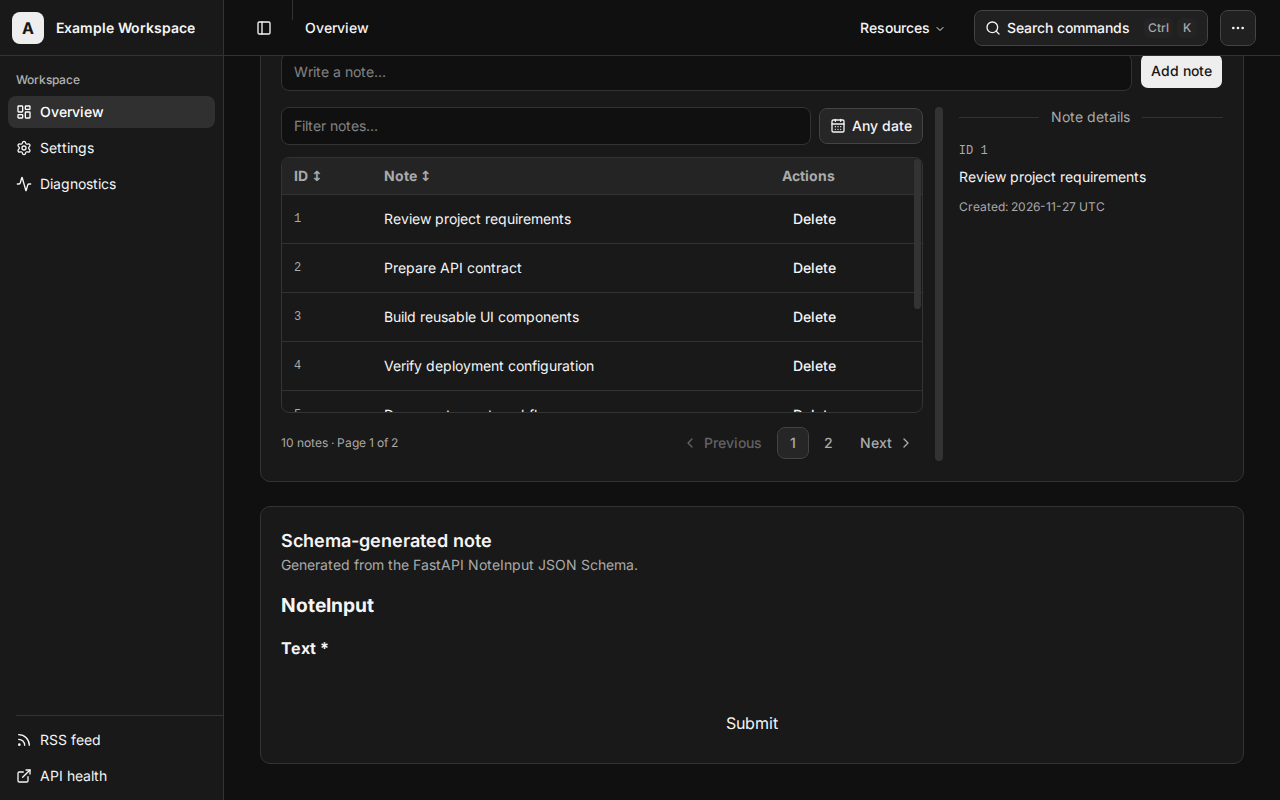 A
Example Workspace
Overview
Resources
Search commands Ctrl K
Workspace
Overview
Settings
Diagnostics
RSS feed
API health
Write a note...
Add note
Filter notes...
Any date
ID Note Actions
1 Review project requirements Delete
2 Prepare API contract Delete
3 Build reusable UI components Delete
4 Verify deployment configuration Delete
10 notes · Page 1 of 2
Previous 1 2 Next
Note details
ID 1
Review project requirements
Created: 2026-11-27 UTC
Schema-generated note
Generated from the FastAPI NoteInput JSON Schema.
NoteInput
Text *
Submit